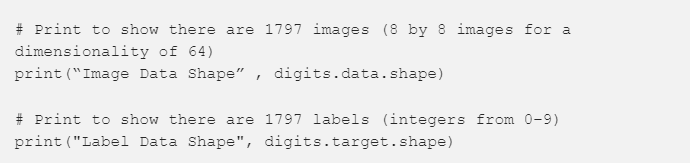 # Print to show there are 1797 images (8 by 8 images for a
dimensionality of 64)
print(“Image Data Shape” , digits.data.shape)
# Print to show there are 1797 labels (integers from 0–9)
print("Label Data Shape", digits.target.shape)